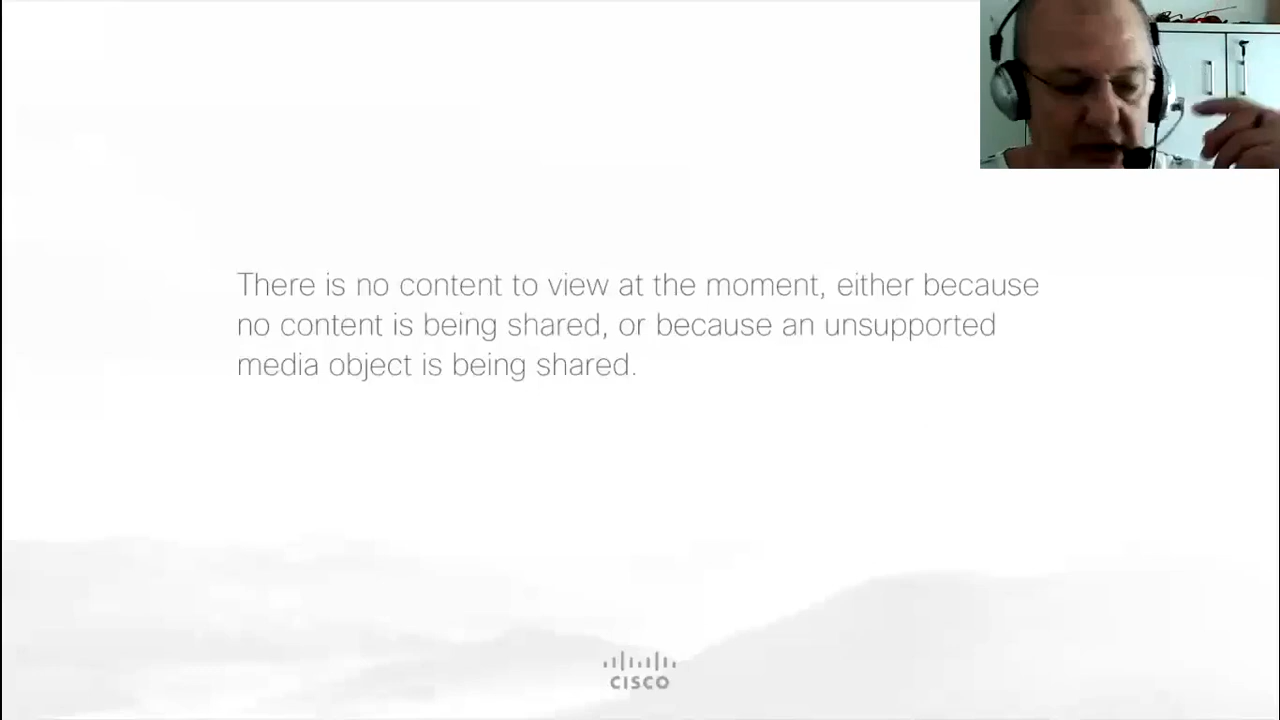 There is no content to view at the moment, either because
no content is being shared, or because an unsupported
media object is being shared.
CISCO